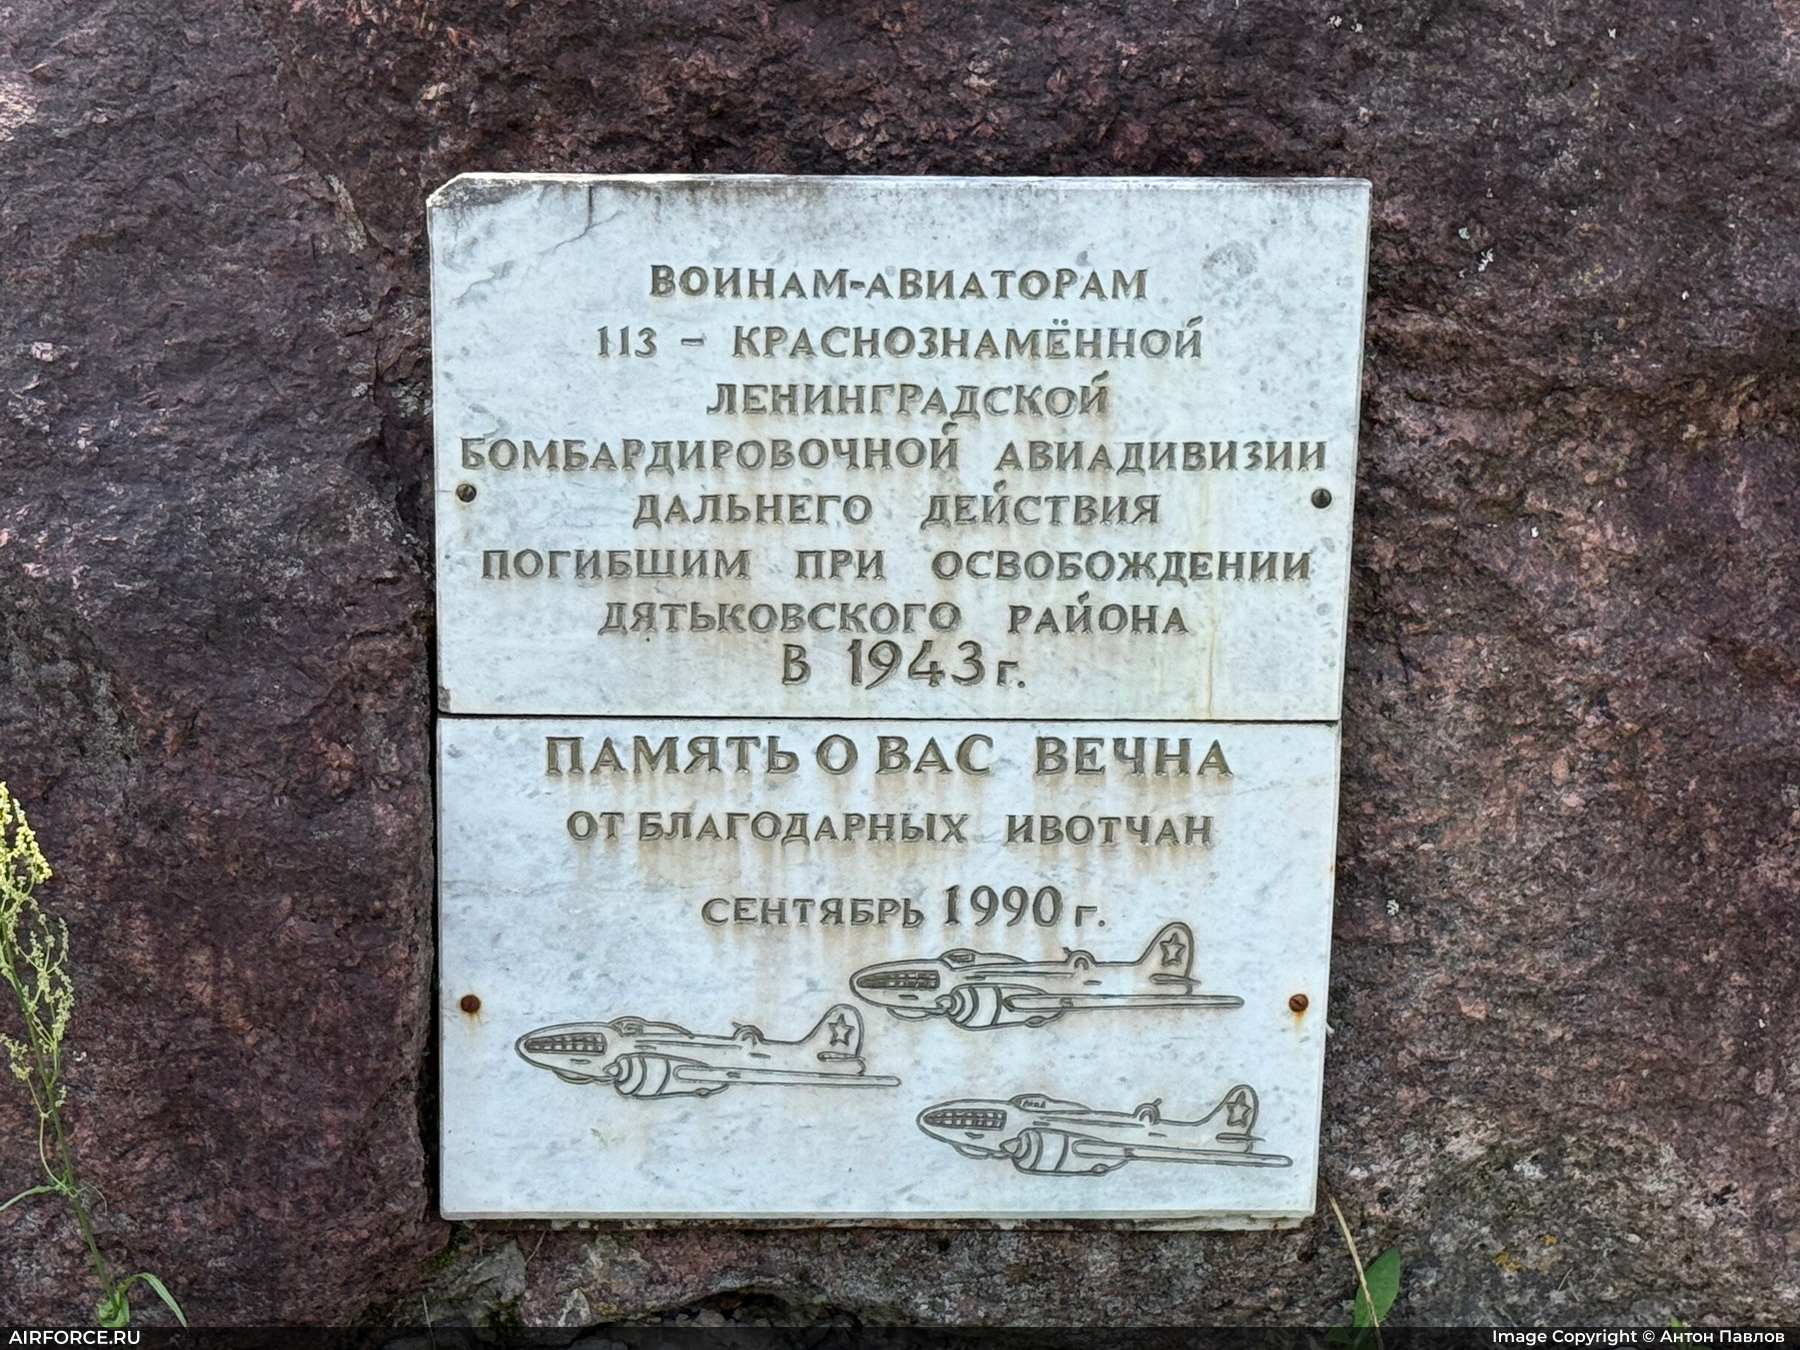 ВОИНАМ-АВИАТОРАМ
113 - КРАСНОЗНАМЁННОЙ
ЛЕНИНГРАДСКОЙ
БОМБАРДИРОВОЧНОЙ АВИАДИВИЗИИ
ДАЛЬНЕГО ДЕЙСТВИЯ
ПОГИБШИМ ПРИ ОСВОБОЖДЕНИИ
ДЯТЬКОВСКОГО РАЙОНА
В 1943 г.
ПАМЯТЬ О ВАС ВЕЧНА
ОТ БЛАГОДАРНЫХ ИВОТЧАН
СЕНТЯБРЬ 1990 г.
AIRFORCE.RU
Image Copyright © Антон Павлов